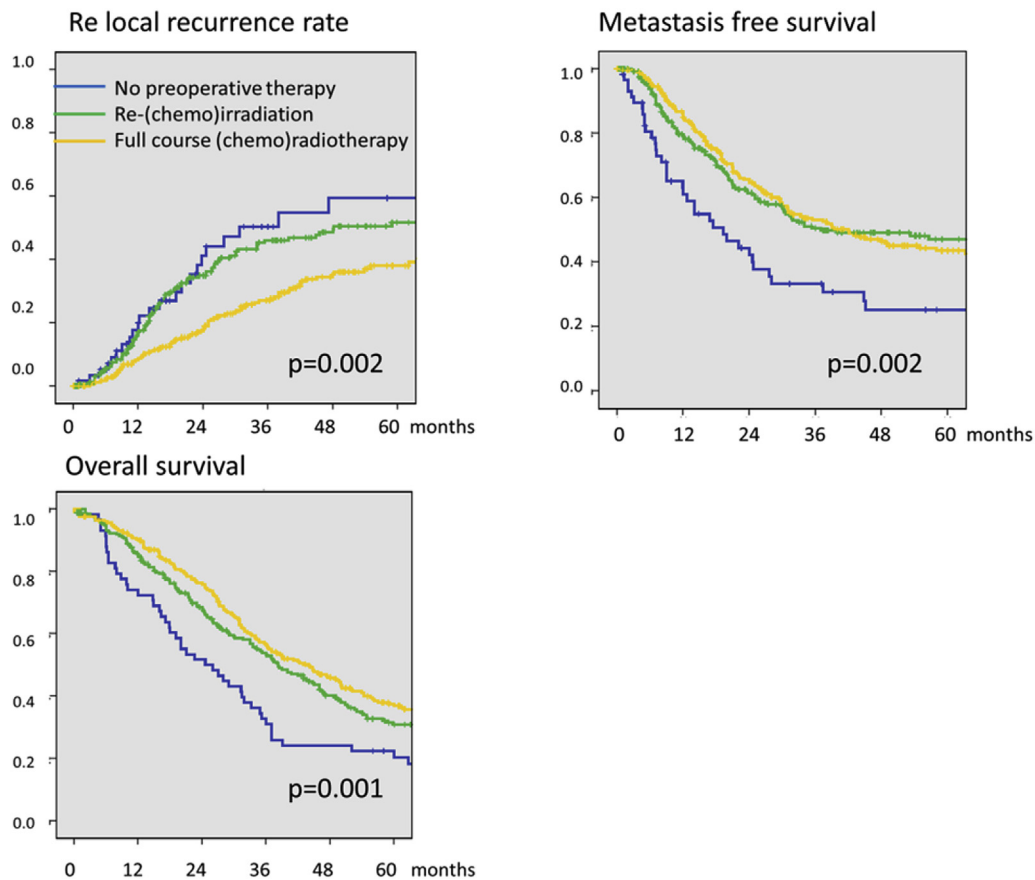 Re local recurrence rate
1.0
0.8
0.6
0.4
0.2
0.0
No preoperative therapy
Re-(chemo)irradiation
Full course (chemo)radiotherapy
p=0.002
0 12 24 36 48 60 months
Metastasis free survival
1.0
0.8
0.6
0.4
0.2
0.0
p=0.002
0 12 24 36 48 60 months
Overall survival
1.0
0.8
0.6
0.4
0.2
0.0
p=0.001
0 12 24 36 48 60 months